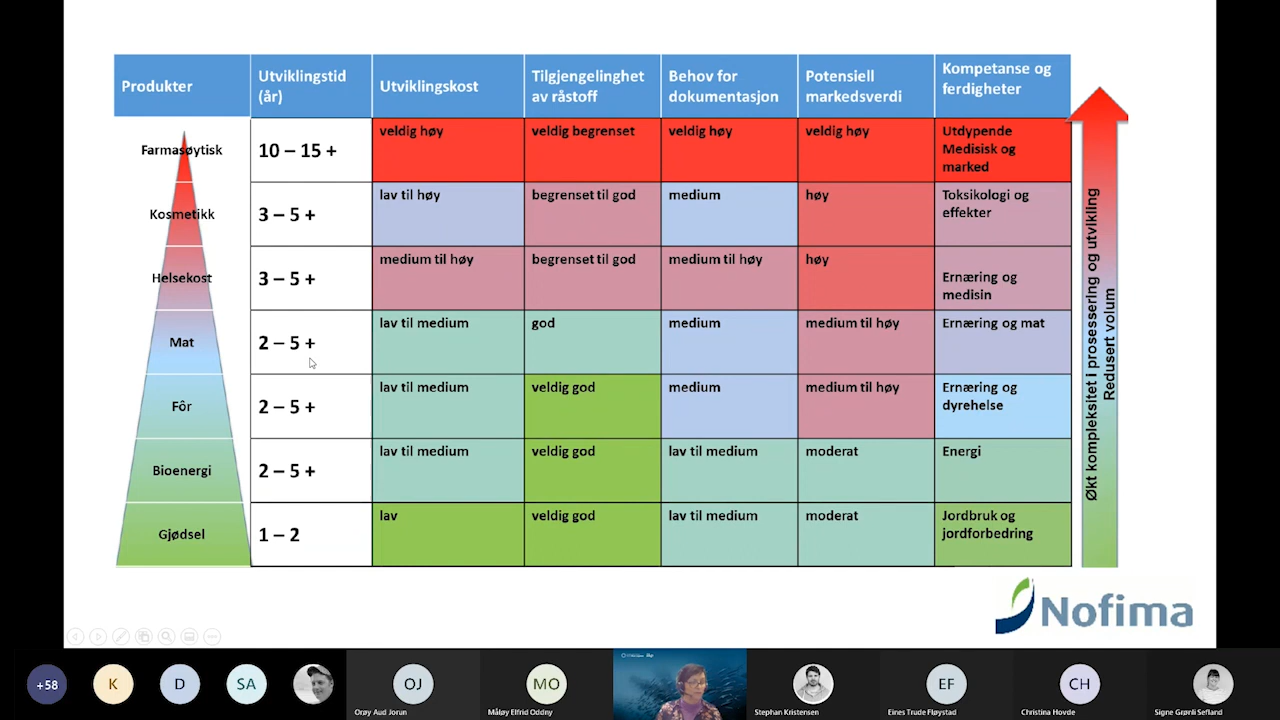 Produkter
Utviklingstid
(år)
Utviklingskost
Tilgjengelinghet
av råstoff
Behov for
dokumentasjon
Potensiell
markedsverdi
Kompetanse og
ferdigheter
Farmasøytisk
10 – 15 +
veldig høy
veldig begrenset
veldig høy
veldig høy
Utdypende
Medisisk og
marked
Kosmetikk
3 – 5 +
lav til høy
begrenset til god
medium
høy
Toksikologi og
effekter
Helsekost
3 – 5 +
medium til høy
begrenset til god
medium til høy
høy
Ernæring og
medisin
Mat
2 – 5 +
lav til medium
god
medium
medium til høy
Ernæring og mat
Fôr
2 – 5 +
lav til medium
veldig god
medium
medium til høy
Ernæring og
dyrehelse
Bioenergi
2 – 5 +
lav til medium
veldig god
lav til medium
moderat
Energi
Gjødsel
1 – 2
lav
veldig god
lav til medium
moderat
Jordbruk og
jordforbedring
Økt kompleksitet i prosessering og utvikling
Redusert volum
Nofima
+58
K
D
SA
OJ
Orøy Aud Jorun
MO
Måløy Elfrid Oddny
Stephan Kristensen
EF
Eines Trude Fløystad
CH
Christina Hovde
Signe Grønli Sefland